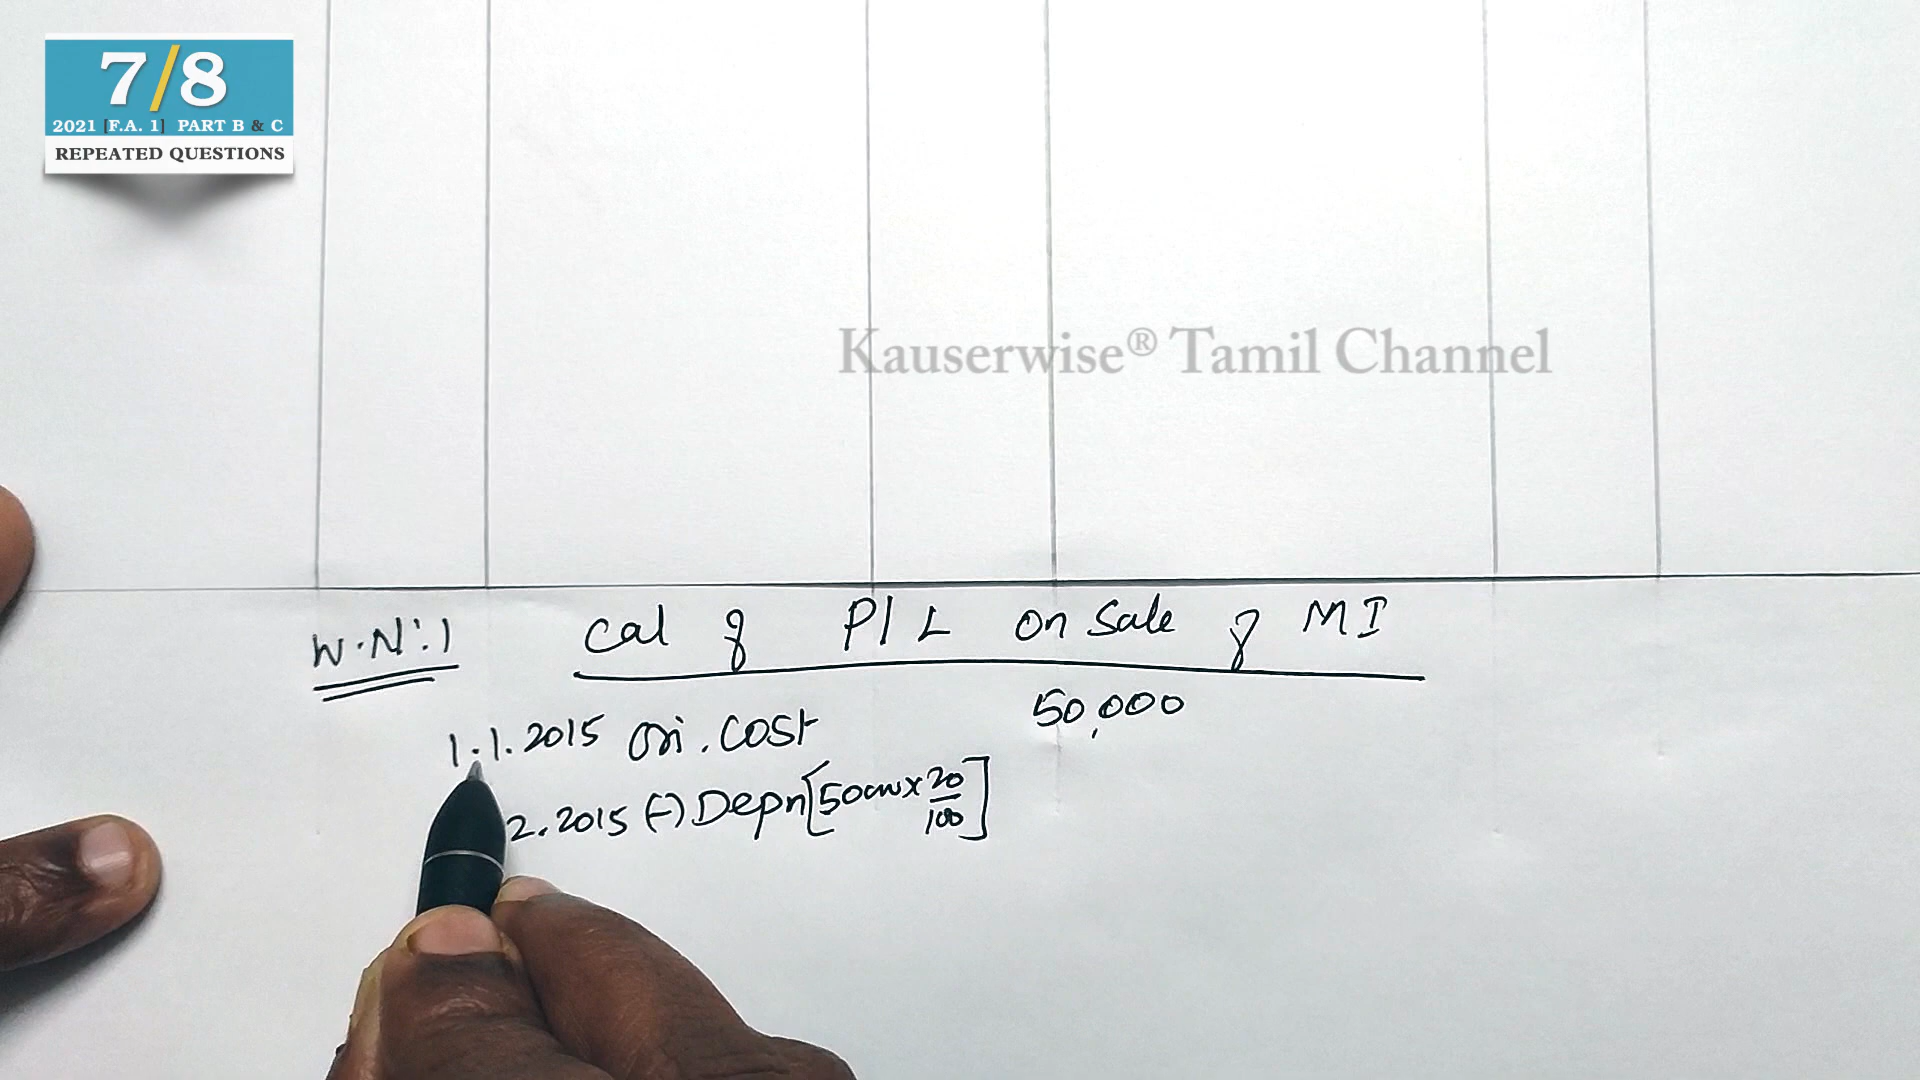 7/8
2021 [F.A. 1] PART B & C
REPEATED QUESTIONS
Kauserwise® Tamil Channel
W.N:1 Cal of P/L on Sale of M I
1.1.2015 Ori. Cost 50,000
2.2015 (-) Depn [50000 x 20/100]